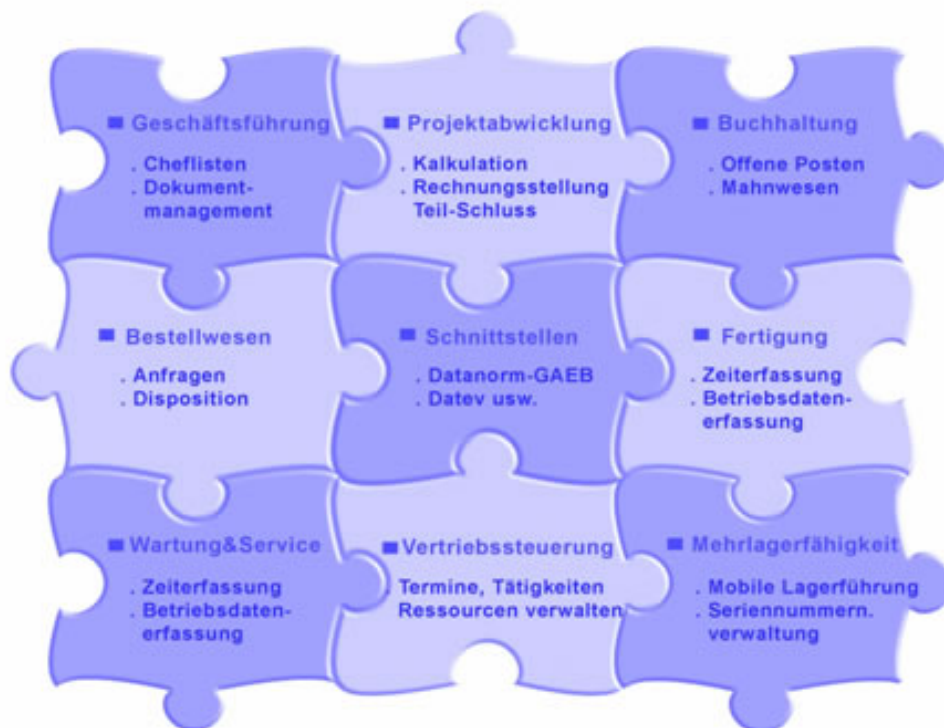 ■ Geschäftsführung
. Cheflisten
. Dokument-
management
■ Projektabwicklung
. Kalkulation
. Rechnungsstellung
Teil-Schluss
■ Buchhaltung
. Offene Posten
. Mahnwesen
■ Bestellwesen
. Anfragen
. Disposition
■ Schnittstellen
. Datanorm-GAEB
. Datev usw.
■ Fertigung
. Zeiterfassung
. Betriebsdaten-
erfassung
■ Wartung&Service
. Zeiterfassung
. Betriebsdaten-
erfassung
■ Vertriebssteuerung
. Termine, Tätigkeiten
Ressourcen verwalten
■ Mehrlagerfähigkeit
. Mobile Lagerführung
. Seriennummern.
verwaltung